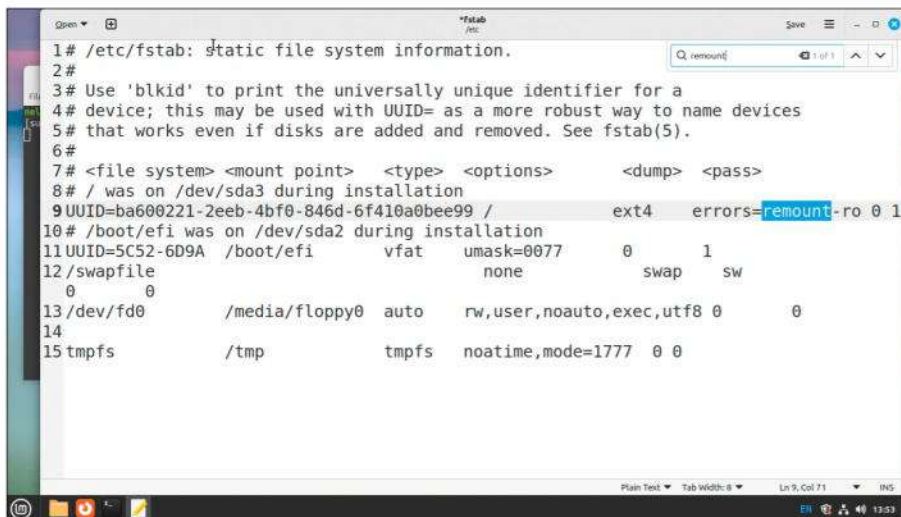 Open
*fstab
/etc
Save
remount
1 of 1
1 # /etc/fstab: static file system information.
2 #
3 # Use 'blkid' to print the universally unique identifier for a
4 # device; this may be used with UUID= as a more robust way to name devices
5 # that works even if disks are added and removed. See fstab(5).
6 #
7 # <file system> <mount point> <type> <options> <dump> <pass>
8 # / was on /dev/sda3 during installation
9 UUID=ba600221-2eeb-4bf0-846d-6f410a0bee99 / ext4 errors=remount-ro 0 1
10 # /boot/efi was on /dev/sda2 during installation
11 UUID=5C52-6D9A /boot/efi vfat umask=0077 0 1
12 /swapfile none swap sw
0 0
13 /dev/fd0 /media/floppy0 auto rw,user,noauto,exec,utf8 0 0
14
15 tmpfs /tmp tmpfs noatime,mode=1777 0 0
Plain Text Tab Width: 8 Ln 9, Col 71 INS
EN 13:53